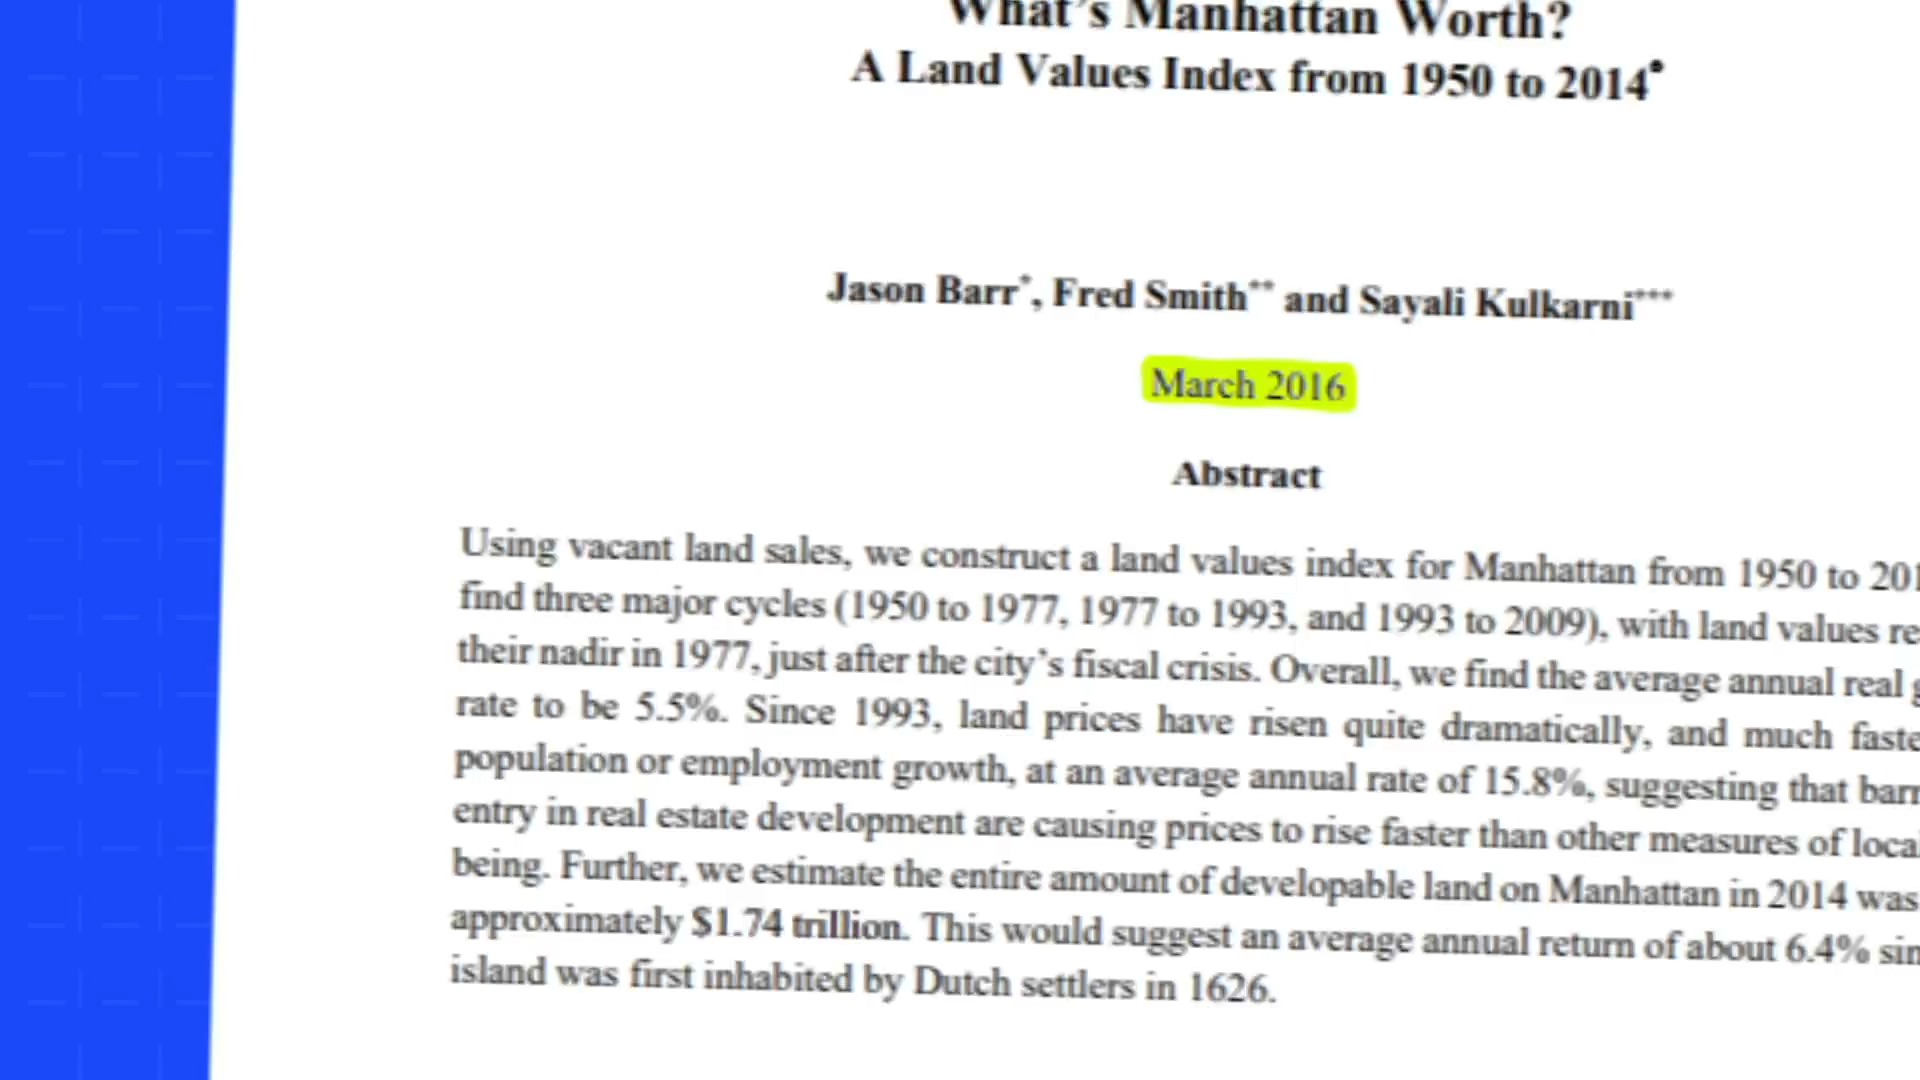 What's Manhattan Worth?
A Land Values Index from 1950 to 2014•
Jason Barr*, Fred Smith** and Sayali Kulkarni***
March 2016
Abstract
Using vacant land sales, we construct a land values index for Manhattan from 1950 to
find three major cycles (1950 to 1977, 1977 to 1993, and 1993 to 2009), with land values
their nadir in 1977, just after the city's fiscal crisis. Overall, we find the average annual real
rate to be 5.5%. Since 1993, land prices have risen quite dramatically, and much
population or employment growth, at an average annual rate of 15.8%, suggesting that
entry in real estate development are causing prices to rise faster than other measures of
being. Further, we estimate the entire amount of developable land on Manhattan in 2014 was
approximately $1.74 trillion. This would suggest an average annual return of about 6.4%
island was first inhabited by Dutch settlers in 1626.